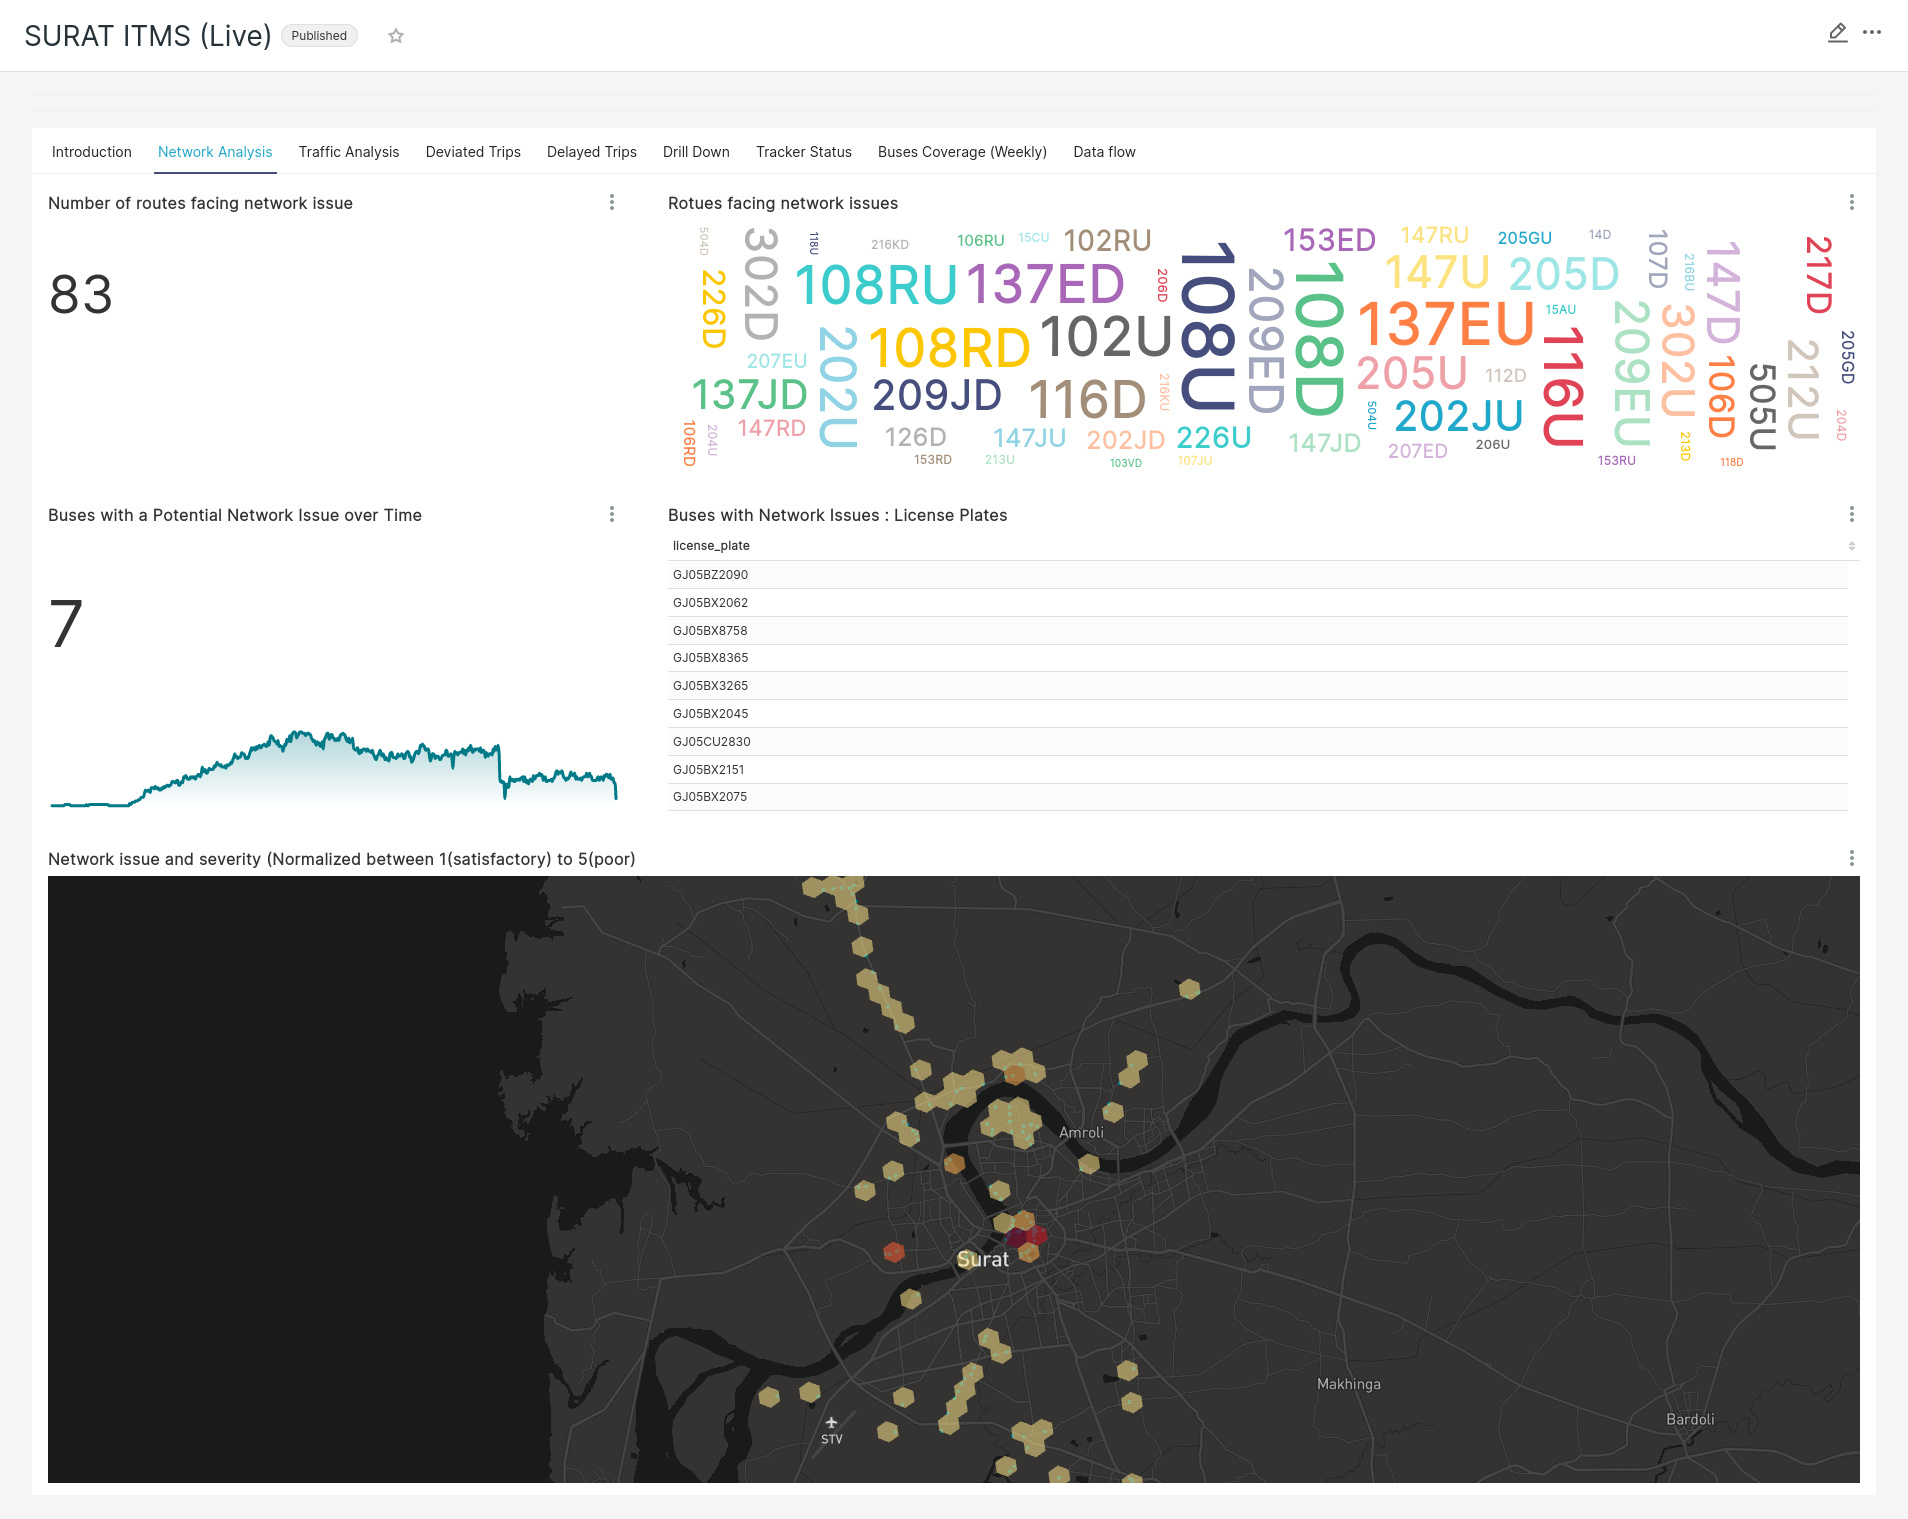 SURAT ITMS (Live)
Published
Introduction Network Analysis Traffic Analysis Deviated Trips Delayed Trips Drill Down Tracker Status Buses Coverage (Weekly) Data flow
Number of routes facing network issue
83
Rotues facing network issues
504D
302D
118U
216KD
106RU
15CU
102RU
153ED
147RU
205GU
14D
107D
216BU
147D
217D
226D
108RU
137ED
206D
108U
209ED
108D
147U
205D
15AU
137EU
209EU
302U
202U
108RD
102U
116U
205GD
207EU
205U
112D
106D
505U
212U
137JD
209JD
116D
216KU
504U
202JU
106RD
204U
147RD
126D
147JU
202JD
226U
147JD
207ED
206U
213D
204D
153RD
213U
103VD
107JU
153RU
118D
Buses with a Potential Network Issue over Time
7
Buses with Network Issues : License Plates
license_plate
GJ05BZ2090
GJ05BX2062
GJ05BX8758
GJ05BX8365
GJ05BX3265
GJ05BX2045
GJ05CU2830
GJ05BX2151
GJ05BX2075
Network issue and severity (Normalized between 1(satisfactory) to 5(poor)
Amroli
Surat
Makhinga
Bardoli
STV